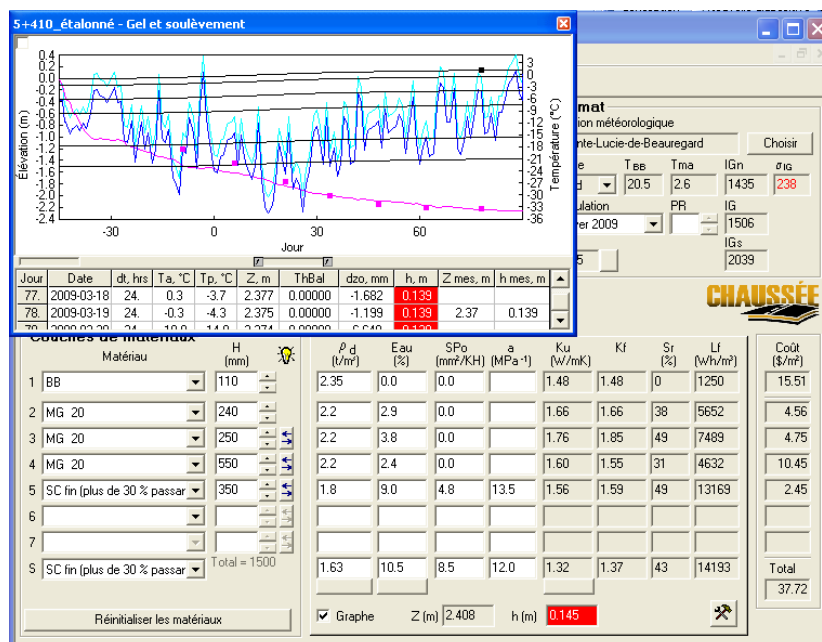 5+410_étalonné - Gel et soulèvement
0.4
0.2
0.0
-0.2
-0.4
-0.6
-0.8
-1.0
-1.2
-1.4
-1.6
-1.8
-2.0
-2.2
-2.4
Élévation (m)
3
0
-3
-6
-9
-12
-15
-18
-21
-24
-27
-30
-33
-36
Température (°C)
-30 0 30 60
Jour
Jour Date dt, hrs Ta, °C Tp, °C Z, m ThBal dzo, mm h, m Z mes, m h mes, m
77. 2009-03-18 24. 0.3 -3.7 2.377 0.00000 -1.682 0.139
78. 2009-03-19 24. -0.3 -4.3 2.375 0.00000 -1.199 0.139 2.37 0.139
mat
ion météorologique
nte-Lucie-de-Beauregard Choisir
e T BB Tma IGn σ IG
d 20.5 2.6 1435 238
ulation PR IG
er 2009 1506
IGs
5 2039
CHAUSSÉE
Couches de matériaux
Matériau H (mm) ρ d (t/m³) Eau (%) SPo (mm²/KH) a (MPa⁻¹) Ku (W/mK) Kf Sr (%) Lf (Wh/m³) Coût ($/m²)
1 BB 110 2.35 0.0 0.0 1.48 1.48 0 1250 15.51
2 MG 20 240 2.2 2.9 0.0 1.66 1.66 38 5652 4.56
3 MG 20 250 2.2 3.8 0.0 1.76 1.85 49 7489 4.75
4 MG 20 550 2.2 2.4 0.0 1.60 1.55 31 4632 10.45
5 SC fin (plus de 30 % passar 350 1.8 9.0 4.8 13.5 1.56 1.59 49 13169 2.45
6
7
S SC fin (plus de 30 % passar Total = 1500 1.63 10.5 8.5 12.0 1.32 1.37 43 14193 Total
37.72
Réinitialiser les matériaux Graphe Z (m) 2.408 h (m) 0.145